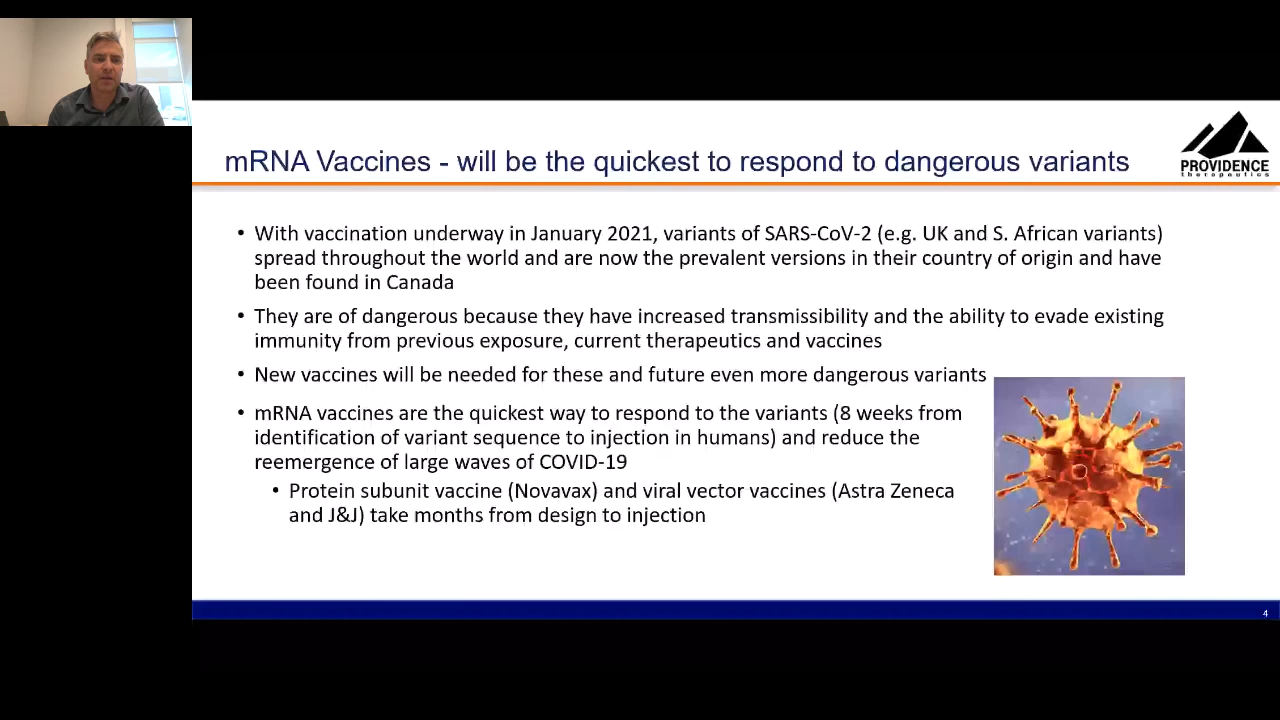 mRNA Vaccines - will be the quickest to respond to dangerous variants
PROVIDENCE
therapeutics
• With vaccination underway in January 2021, variants of SARS-CoV-2 (e.g. UK and S. African variants)
spread throughout the world and are now the prevalent versions in their country of origin and have
been found in Canada
• They are of dangerous because they have increased transmissibility and the ability to evade existing
immunity from previous exposure, current therapeutics and vaccines
• New vaccines will be needed for these and future even more dangerous variants
• mRNA vaccines are the quickest way to respond to the variants (8 weeks from
identification of variant sequence to injection in humans) and reduce the
reemergence of large waves of COVID-19
• Protein subunit vaccine (Novavax) and viral vector vaccines (Astra Zeneca
and J&J) take months from design to injection
4